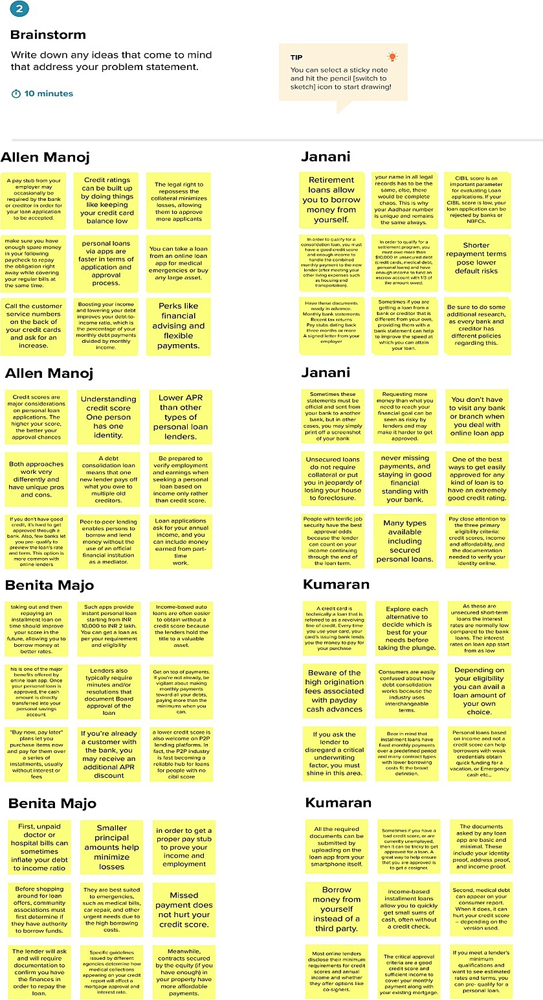 2
Brainstorm
Write down any ideas that come to mind
that address your problem statement.
10 minutes
TIP
You can select a sticky note
and hit the pencil [switch to
sketch] icon to start drawing!
Allen Manoj
A pay stub from your
employer may
occasionally be
required by the bank
or creditor in order for
your loan application
to be accepted.
Credit ratings
can be built up
by doing things
like keeping
your credit card
balance low
The legal right to
repossess the
collateral minimizes
losses, allowing
them to approve
more applicants
make sure you have
enough spare money
in your following
paycheck to repay
the obligation right
away while covering
your regular bills at
the same time.
personal loans
via apps are
faster in terms of
application and
approval
process.
You can take a loan
from an online loan
app for medical
emergencies or buy
any large asset.
Call the customer
service numbers
on the back of
your credit cards
and ask for an
increase.
Boosting your income
and lowering your debt
improves your debt-to-
income ratio, which is
the percentage of your
monthly debt payments
divided by monthly
income.
Perks like
financial
advising and
flexible
payments.
Janani
Retirement
loans allow
you to borrow
money from
yourself.
your name in all legal
records has to be the
same, else, there
would be complete
chaos. This is why
your Aadhaar number
is unique and remains
the same always.
CIBIL score is an
important parameter
for evaluating Loan
applications. If your
CIBIL score is low, your
loan application can be
rejected by banks or
NBFCs.
In order to qualify for a
consolidation loan, you must
have a good credit score
and enough income to
handle the combined
monthly payment to the new
lender (after meeting your
other living expenses such
as housing and
transportation).
In order to qualify for a
settlement program, you
must owe more than
$10,000 in unsecured debt
(credit cards, medical debt,
personal loans) and have
enough income to fund an
escrow account with 1/3 of
the amount owed.
Shorter
repayment terms
pose lower
default risks
Have these documents
ready in advance.
Monthly bank statements
Recent tax returns
Pay stubs dating back
three months or more
A signed letter from your
employer
Sometimes if you are
getting a loan from a
bank or creditor that is
different from your own,
providing them with a
bank statement can help
to improve the speed at
which you can attain
your loan.
Be sure to do some
additional research,
as every bank and
creditor has
different policies
regarding this.
Allen Manoj
Credit scores are
major considerations
on personal loan
applications. The
higher your score,
the better your
approval chances
Understanding
credit score
One person
has one
identity.
Lower APR
than other
types of
personal loan
lenders.
Both approaches
work very
differently and
have unique pros
and cons.
A debt
consolidation loan
means that one
new lender pays off
what you owe to
multiple old
creditors.
Be prepared to
verify employment
and earnings when
seeking a personal
loan based on
income only rather
than credit score.
If you don't have good
credit, it's hard to get
approved through a
bank. Also, few banks let
you pre- qualify to
preview the loan's rate
and term. This option is
more common with
online lenders
Peer-to-peer lending
enables persons to
borrow and lend
money without the
use of an official
financial institution
as a mediator.
Loan applications
ask for your annual
income, and you
can include money
earned from part-
time
work.
Janani
Sometimes these
statements must be
official and sent from
your bank to another
bank, but in other
cases, you may simply
print off a screenshot
of your bank
Requesting more
money than what you
need to reach your
financial goal can be
seen as risky by
lenders and may
make it harder to get
approved.
You don't have
to visit any bank
or branch when
you deal with
online loan app
Unsecured loans
do not require
collateral or put
you in jeopardy of
losing your house
to foreclosure.
never missing
payments, and
staying in good
financial
standing with
your bank.
One of the best
ways to get easily
approved for any
kind of loan is to
have an extremely
good credit rating.
People with terrific job
security have the best
approval odds
because the lender
can count on your
income continuing
through the end of
the loan term.
Many types
available
including
secured
personal loans.
Pay close attention to
the three primary
eligibility criteria:
credit scores, income
and affordability, and
the documentation
needed to verify your
identity online.
Benita Majo
taking out and then
repaying an
installment loan on
time should improve
your score in the
future, allowing you to
borrow money at
better rates.
Such apps provide
instant personal loan
starting from INR
10,000 to INR 2 lakh.
You can get a loan as
per your requirement
and eligibility
Income-based auto
loans are often easier
to obtain without a
credit score because
the lenders hold the
title to a valuable
asset.
his is one of the major
benefits offered by
online loan app. Once
your personal loan is
approved, the cash
amount is directly
transferred into your
personal savings
account.
Lenders also
typically require
minutes and/or
resolutions that
document Board
approval of the
loan
Get on top of payments.
If you're not already, be
vigilant about making
monthly payments
toward all your debts,
paying more than the
minimums when you
can.
"Buy now, pay later"
plans let you
purchase items now
and pay for them over
a series of
installments, usually
without interest or
fees
If you're already
a customer with
the bank, you
may receive an
additional APR
discount
a lower credit score is
also welcome on P2P
lending platforms. In
fact, the P2P industry
is fast becoming a
reliable hub for loans
for people with no
cibil score
Kumaran
A credit card is
technically a loan that is
referred to as a revolving
line of credit. Every time
you use your card, your
card's issuing bank lends
you the money to pay for
your purchase
Explore each
alternative to
decide which is
best for your
needs before
taking the plunge.
As these are
unsecured short-term
loans the interest
rates are normally low
compared to the bank
loans. The interest
rates on loan app start
from as low
Beware of the
high origination
fees associated
with payday
cash advances
Consumers are easily
confused about how
debt consolidation
works because the
industry uses
interchangeable
terms.
Depending on
your eligibility
you can avail a
loan amount of
your own
choice.
If you ask the
lender to
disregard a critical
underwriting
factor, you must
shine in this area.
Bear in mind that
installment loans have
fixed monthly payments
over a predefined period
and many contract types
with lower borrowing
costs fit the broad
definition.
Personal loans based
on income and not a
credit score can help
borrowers with weak
credentials obtain
quick funding for a
vacation, or Emergency
cash etc.,.
Benita Majo
First, unpaid
doctor or
hospital bills can
sometimes
inflate your debt
to income ratio
Smaller
principal
amounts help
minimize
losses
in order to get a
proper pay stub
to prove your
income and
employment
Before shopping
around for loan
offers, community
associations must
first determine if
they have authority
to borrow funds.
They are best suited
to emergencies,
such as medical bills,
car repair, and other
urgent needs due to
the high borrowing
costs.
Missed
payment does
not hurt your
credit score.
The lender will ask
and will require
documentation to
confirm you have
the finances in
order to repay the
loan.
Specific guidelines
issued by different
agencies determine how
medical collections
appearing on your credit
report will affect a
mortgage approval and
interest rate.
Meanwhile,
contracts secured
by the equity (if you
have enough) in
your property have
more affordable
payments.
Kumaran
All the required
documents can be
submitted by
uploading on the
loan app from your
smartphone itself.
Sometimes if you have a
bad credit score, or are
currently unemployed,
then it can be tricky to get
approved for a loan. A
great way to help ensure
that you are approved is
to get a cosigner.
The documents
asked by any loan
app are basic and
minimal. These
include your identity
proof, address proof,
and income proof.
Borrow
money from
yourself
instead of a
third party.
income-based
installment loans
allow you to quickly
get small sums of
cash, often without
a credit check.
Second, medical debt
can appear on your
consumer report.
When it does, it can
hurt your credit score
– depending on the
version used.
Most online lenders
disclose their minimum
requirements for credit
scores and annual
income and whether
they offer options like
co-signers.
The critical approval
criteria are a good
credit score and
sufficient income to
cover your monthly
payment along with
your existing mortgage.
If you meet a lender's
minimum
qualifications and
want to see estimated
rates and terms, you
can pre- qualify for a
personal loan.